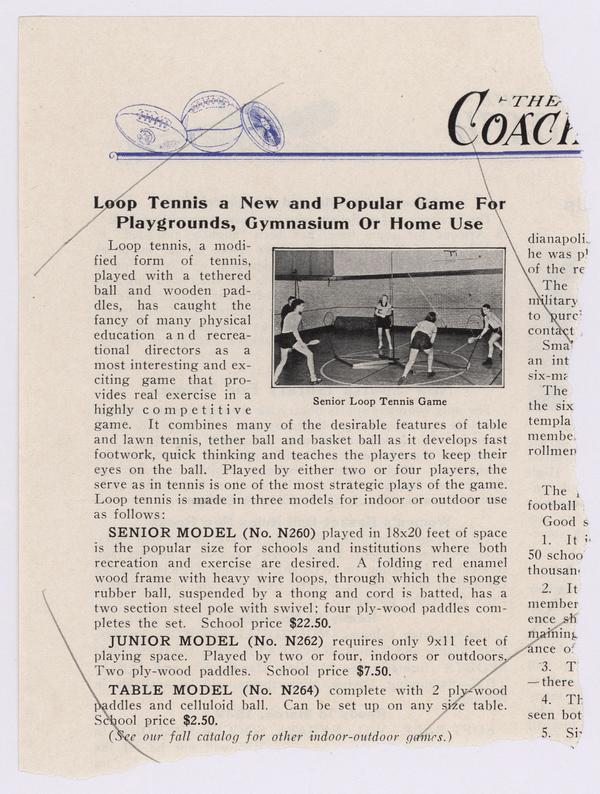 THE
COACH
Loop Tennis a New and Popular Game For
Playgrounds, Gymnasium Or Home Use
Loop tennis, a modi-
fied form of tennis,
played with a tethered
ball and wooden pad-
dles, has caught the
fancy of many physical
education and recrea-
tional directors as a
most interesting and ex-
citing game that pro-
vides real exercise in a
highly competitive
Senior Loop Tennis Game
game. It combines many of the desirable features of table
and lawn tennis, tether ball and basket ball as it develops fast
footwork, quick thinking and teaches the players to keep their
eyes on the ball. Played by either two or four players, the
serve as in tennis is one of the most strategic plays of the game.
Loop tennis is made in three models for indoor or outdoor use
as follows:
SENIOR MODEL (No. N260) played in 18x20 feet of space
is the popular size for schools and institutions where both
recreation and exercise are desired. A folding red enamel
wood frame with heavy wire loops, through which the sponge
rubber ball, suspended by a thong and cord is batted, has a
two section steel pole with swivel; four ply-wood paddles com-
pletes the set. School price $22.50.
JUNIOR MODEL (No. N262) requires only 9x11 feet of
playing space. Played by two or four, indoors or outdoors.
Two ply-wood paddles. School price $7.50.
TABLE MODEL (No. N264) complete with 2 ply-wood
paddles and celluloid ball. Can be set up on any size table.
School price $2.50.
(See our fall catalog for other indoor-outdoor games.)
dianapoli
he was
of the re
The
military
to
contact
an int
The
the six
templa
membe
rollmen
The
football
Good s
1. It
50 schoo
thousan
2. It
member
ence sh
maining
ance of
3. T
—there
4. Th
seen bot
5. Si